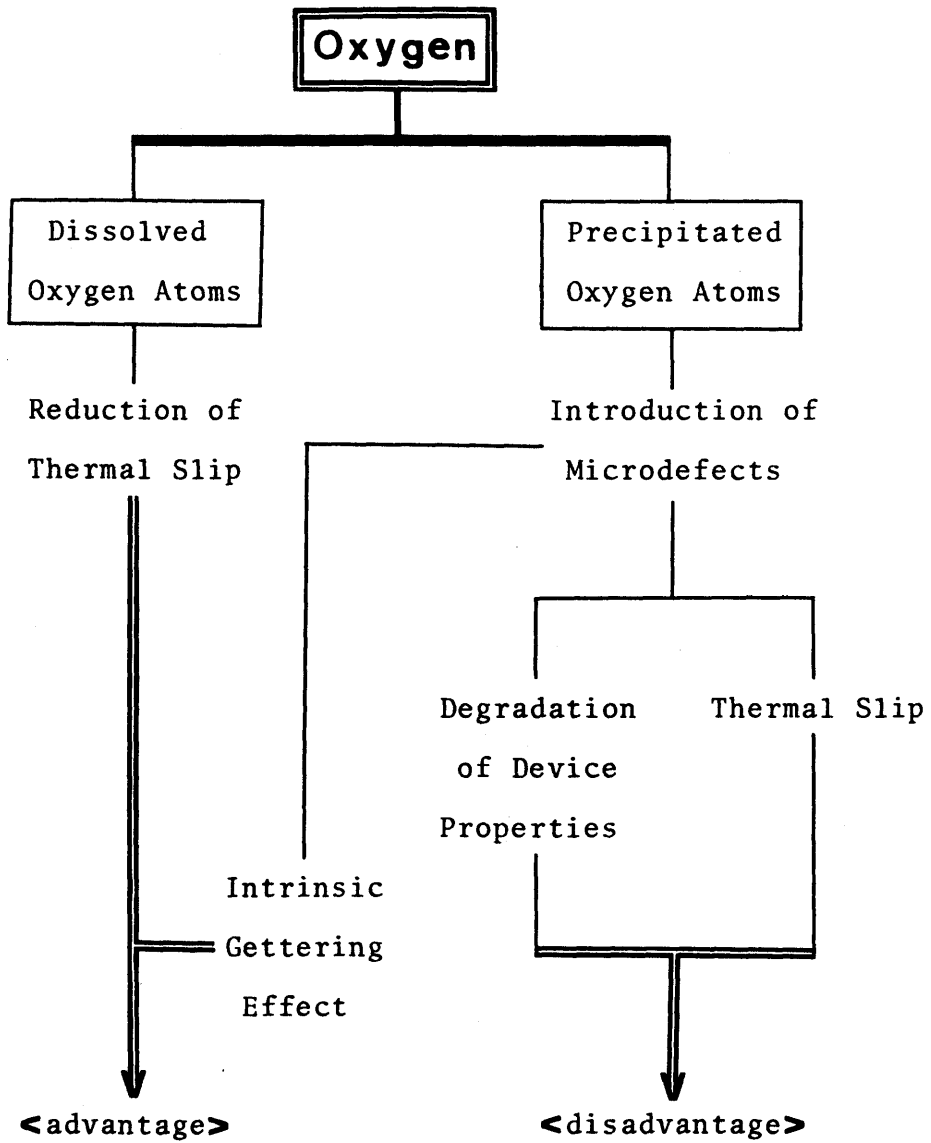 Oxygen
Dissolved
Oxygen Atoms
Precipitated
Oxygen Atoms
Reduction of
Thermal Slip
Introduction of
Microdefects
Degradation
of Device
Properties
Thermal Slip
Intrinsic
Gettering
Effect
<advantage>
<disadvantage>